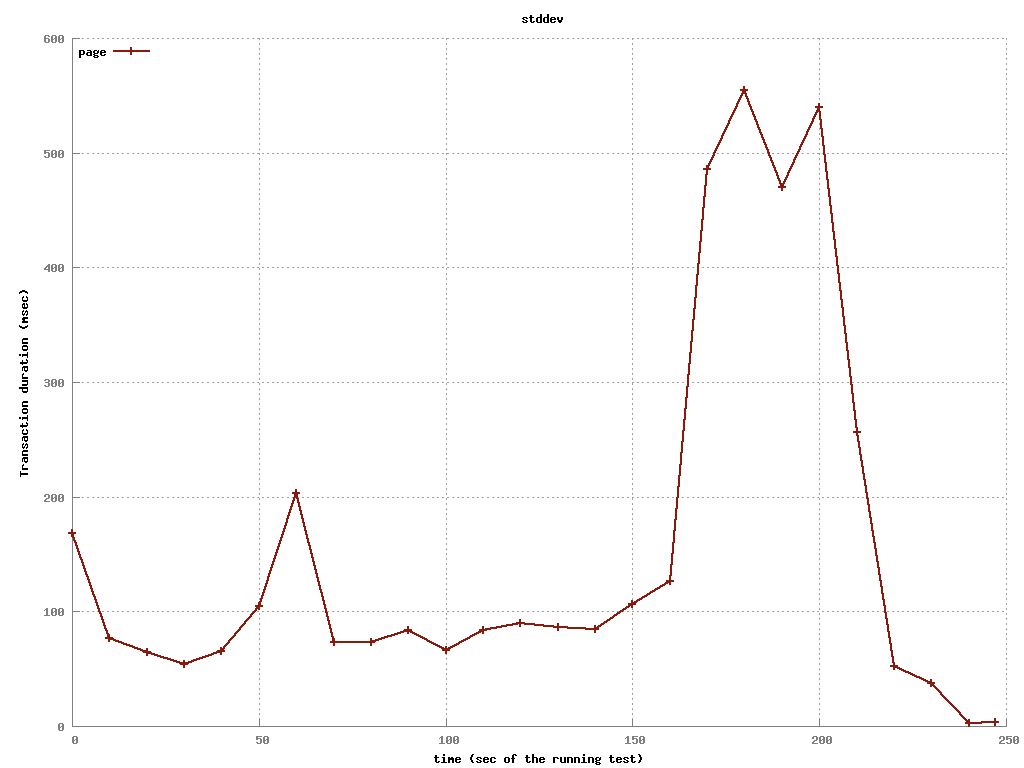 stddev
page
600
500
400
300
200
100
0
Transaction duration (msec)
0 50 100 150 200 250
time (sec of the running test)